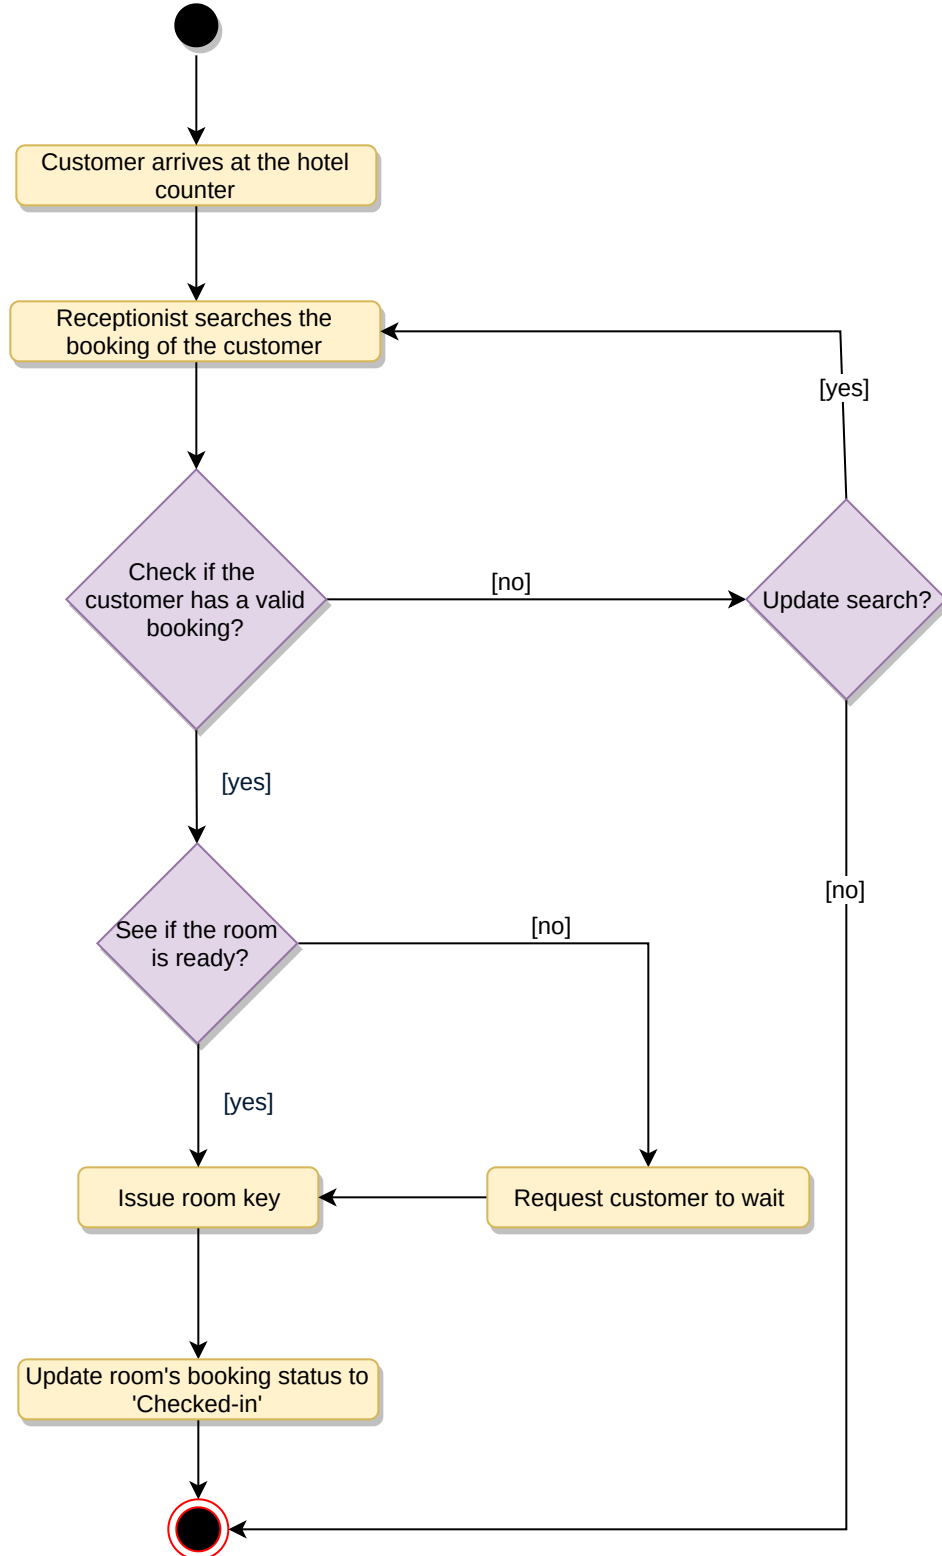 Customer arrives at the hotel
counter
Receptionist searches the
booking of the customer
[yes]
Check if the
customer has a valid
booking?
[no]
Update search?
[yes]
[no]
See if the room
is ready?
[no]
[yes]
Issue room key
Request customer to wait
Update room's booking status to
'Checked-in'